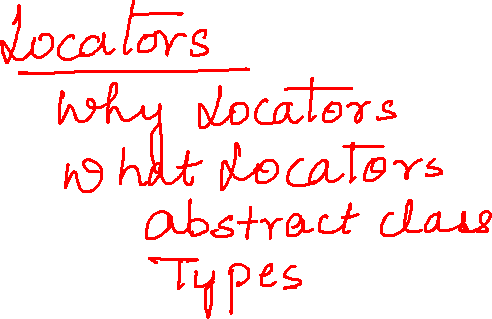 Locators
Why Locators
What Locators
abstract class
Types